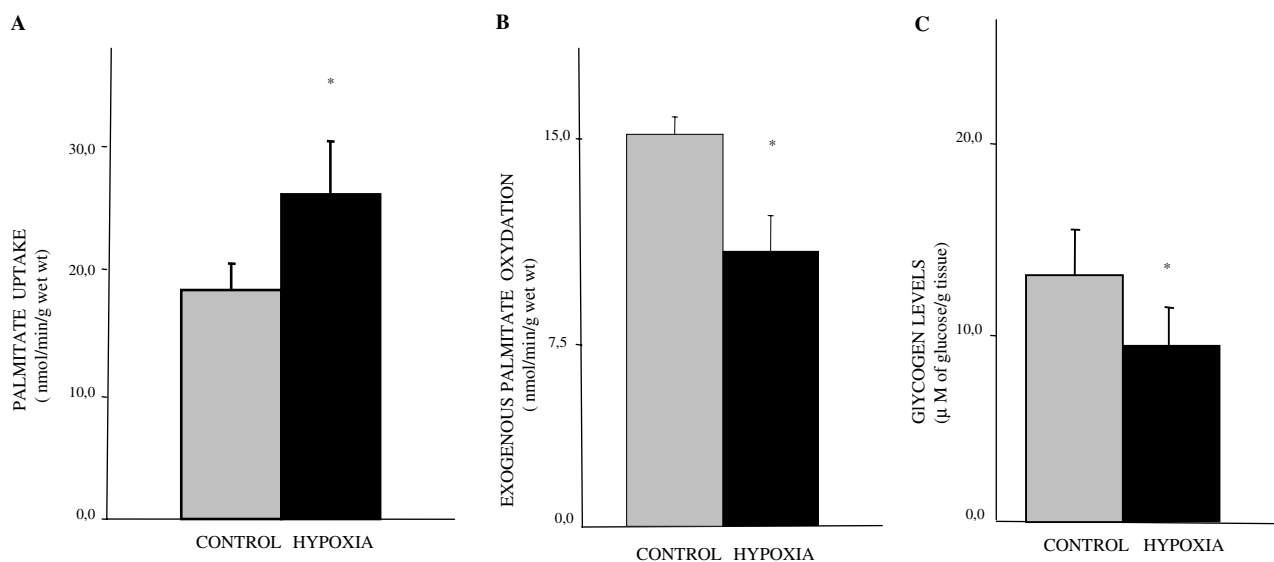 A
PALMITATE UPTAKE
( nmol/min/g wet wt)
30,0
20,0
10,0
0,0
*
CONTROL HYPOXIA
B
EXOGENOUS PALMITATE OXYDATION
( nmol/min/g wet wt)
15,0
7,5
0,0
*
CONTROL HYPOXIA
C
GlYCOGEN LEVELS
(μ M of glucose/g tissue)
20,0
10,0
0,0
*
CONTROL HYPOXIA